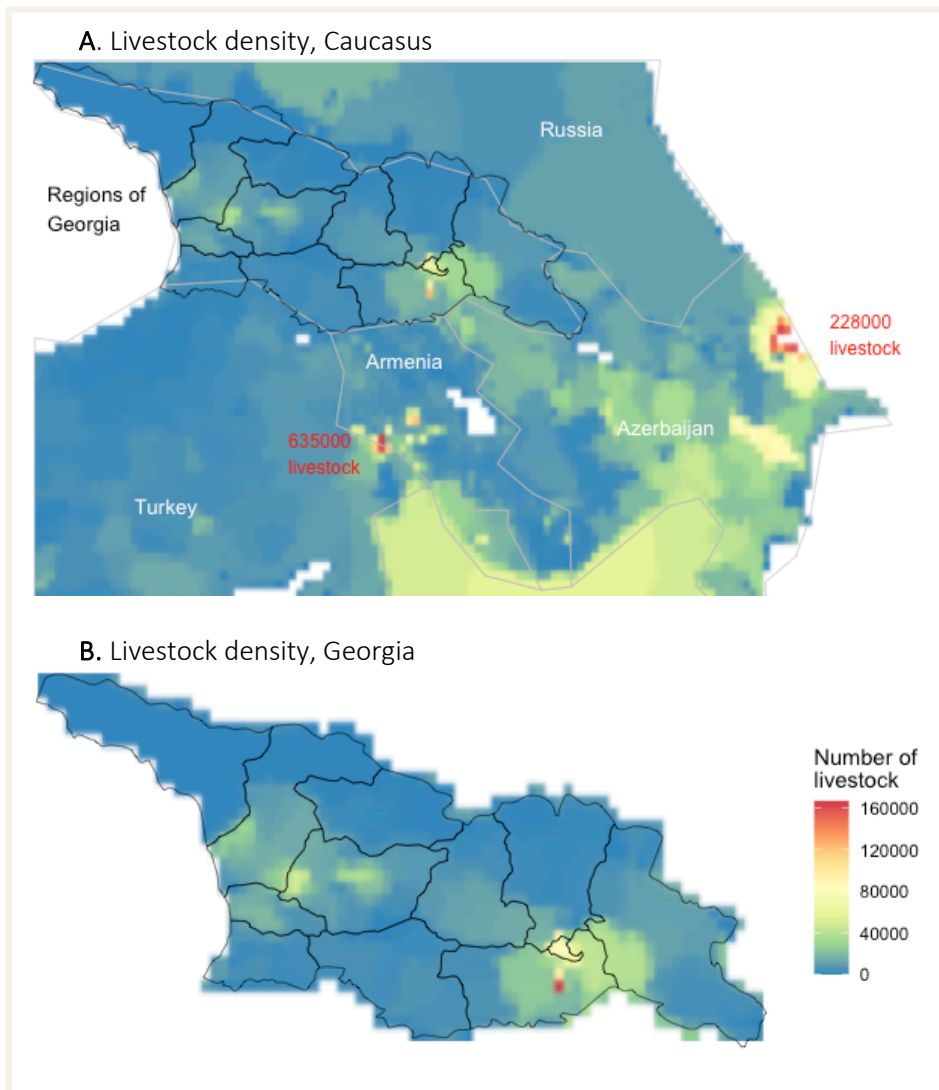 A. Livestock density, Caucasus
Russia
Regions of
Georgia
228000
livestock
Armenia
Azerbaijan
635000
livestock
Turkey
B. Livestock density, Georgia
Number of
livestock
160000
120000
80000
40000
0